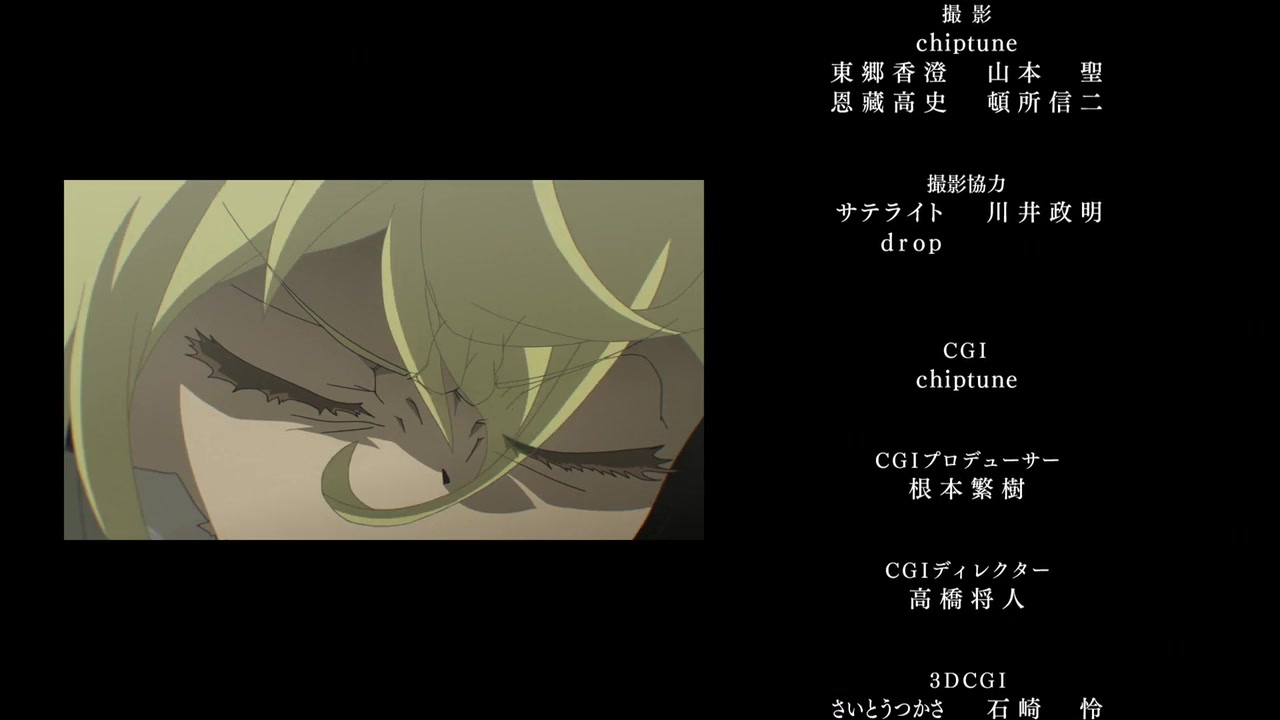 撮影
chiptune
東郷香澄　山本　聖
恩藏高史　頓所信二
撮影協力
サテライト　川井政明
drop
CGI
chiptune
CGIプロデューサー
根本繁樹
CGIディレクター
高橋将人
3DCGI
さいとうつかさ　石崎　怜